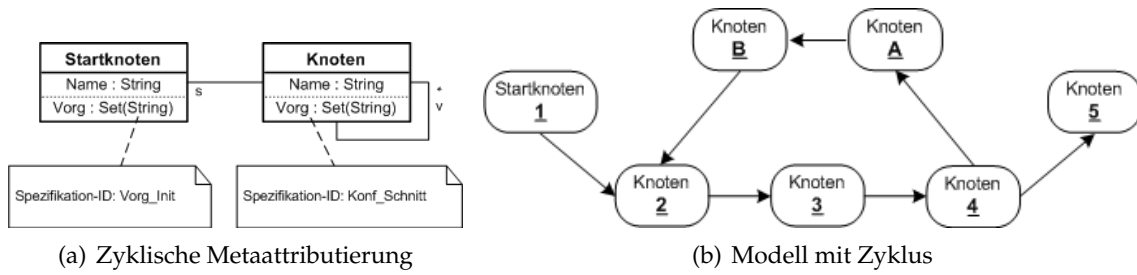 Startknoten
Name : String
Vorg : Set(String)
s
Knoten
Name : String
Vorg : Set(String)
*
v
Spezifikation-ID: Vorg_Init
Spezifikation-ID: Konf_Schnitt
(a) Zyklische Metaattributierung
Knoten
B
Knoten
A
Startknoten
1
Knoten
5
Knoten
2
Knoten
3
Knoten
4
(b) Modell mit Zyklus